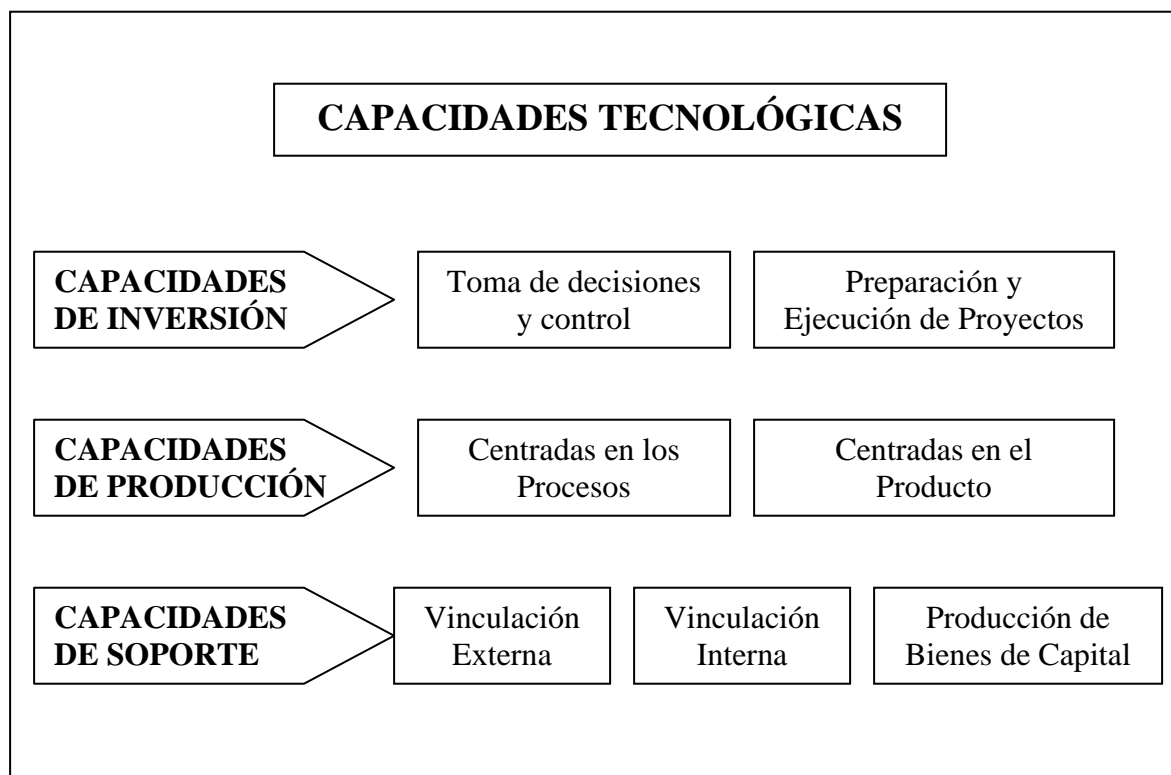 CAPACIDADES TECNOLÓGICAS
CAPACIDADES
DE INVERSIÓN
Toma de decisiones
y control
Preparación y
Ejecución de Proyectos
CAPACIDADES
DE PRODUCCIÓN
Centradas en los
Procesos
Centradas en el
Producto
CAPACIDADES
DE SOPORTE
Vinculación
Externa
Vinculación
Interna
Producción de
Bienes de Capital